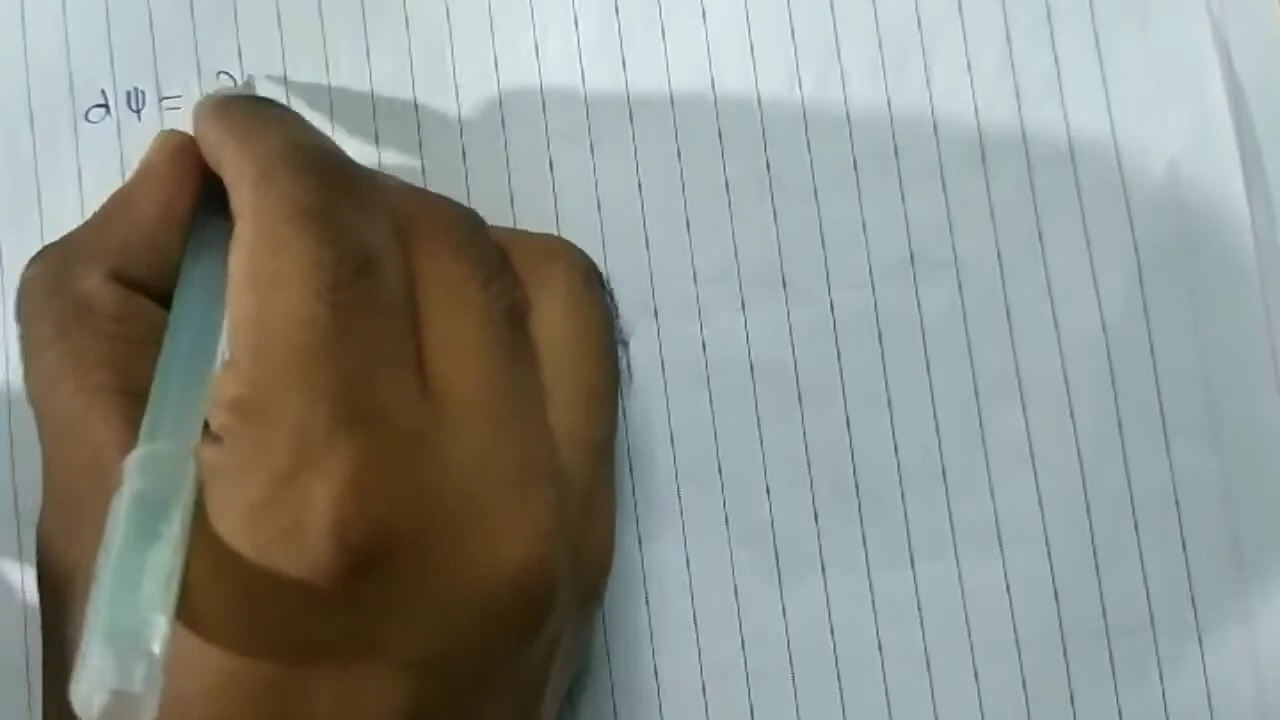 dψ = ∂